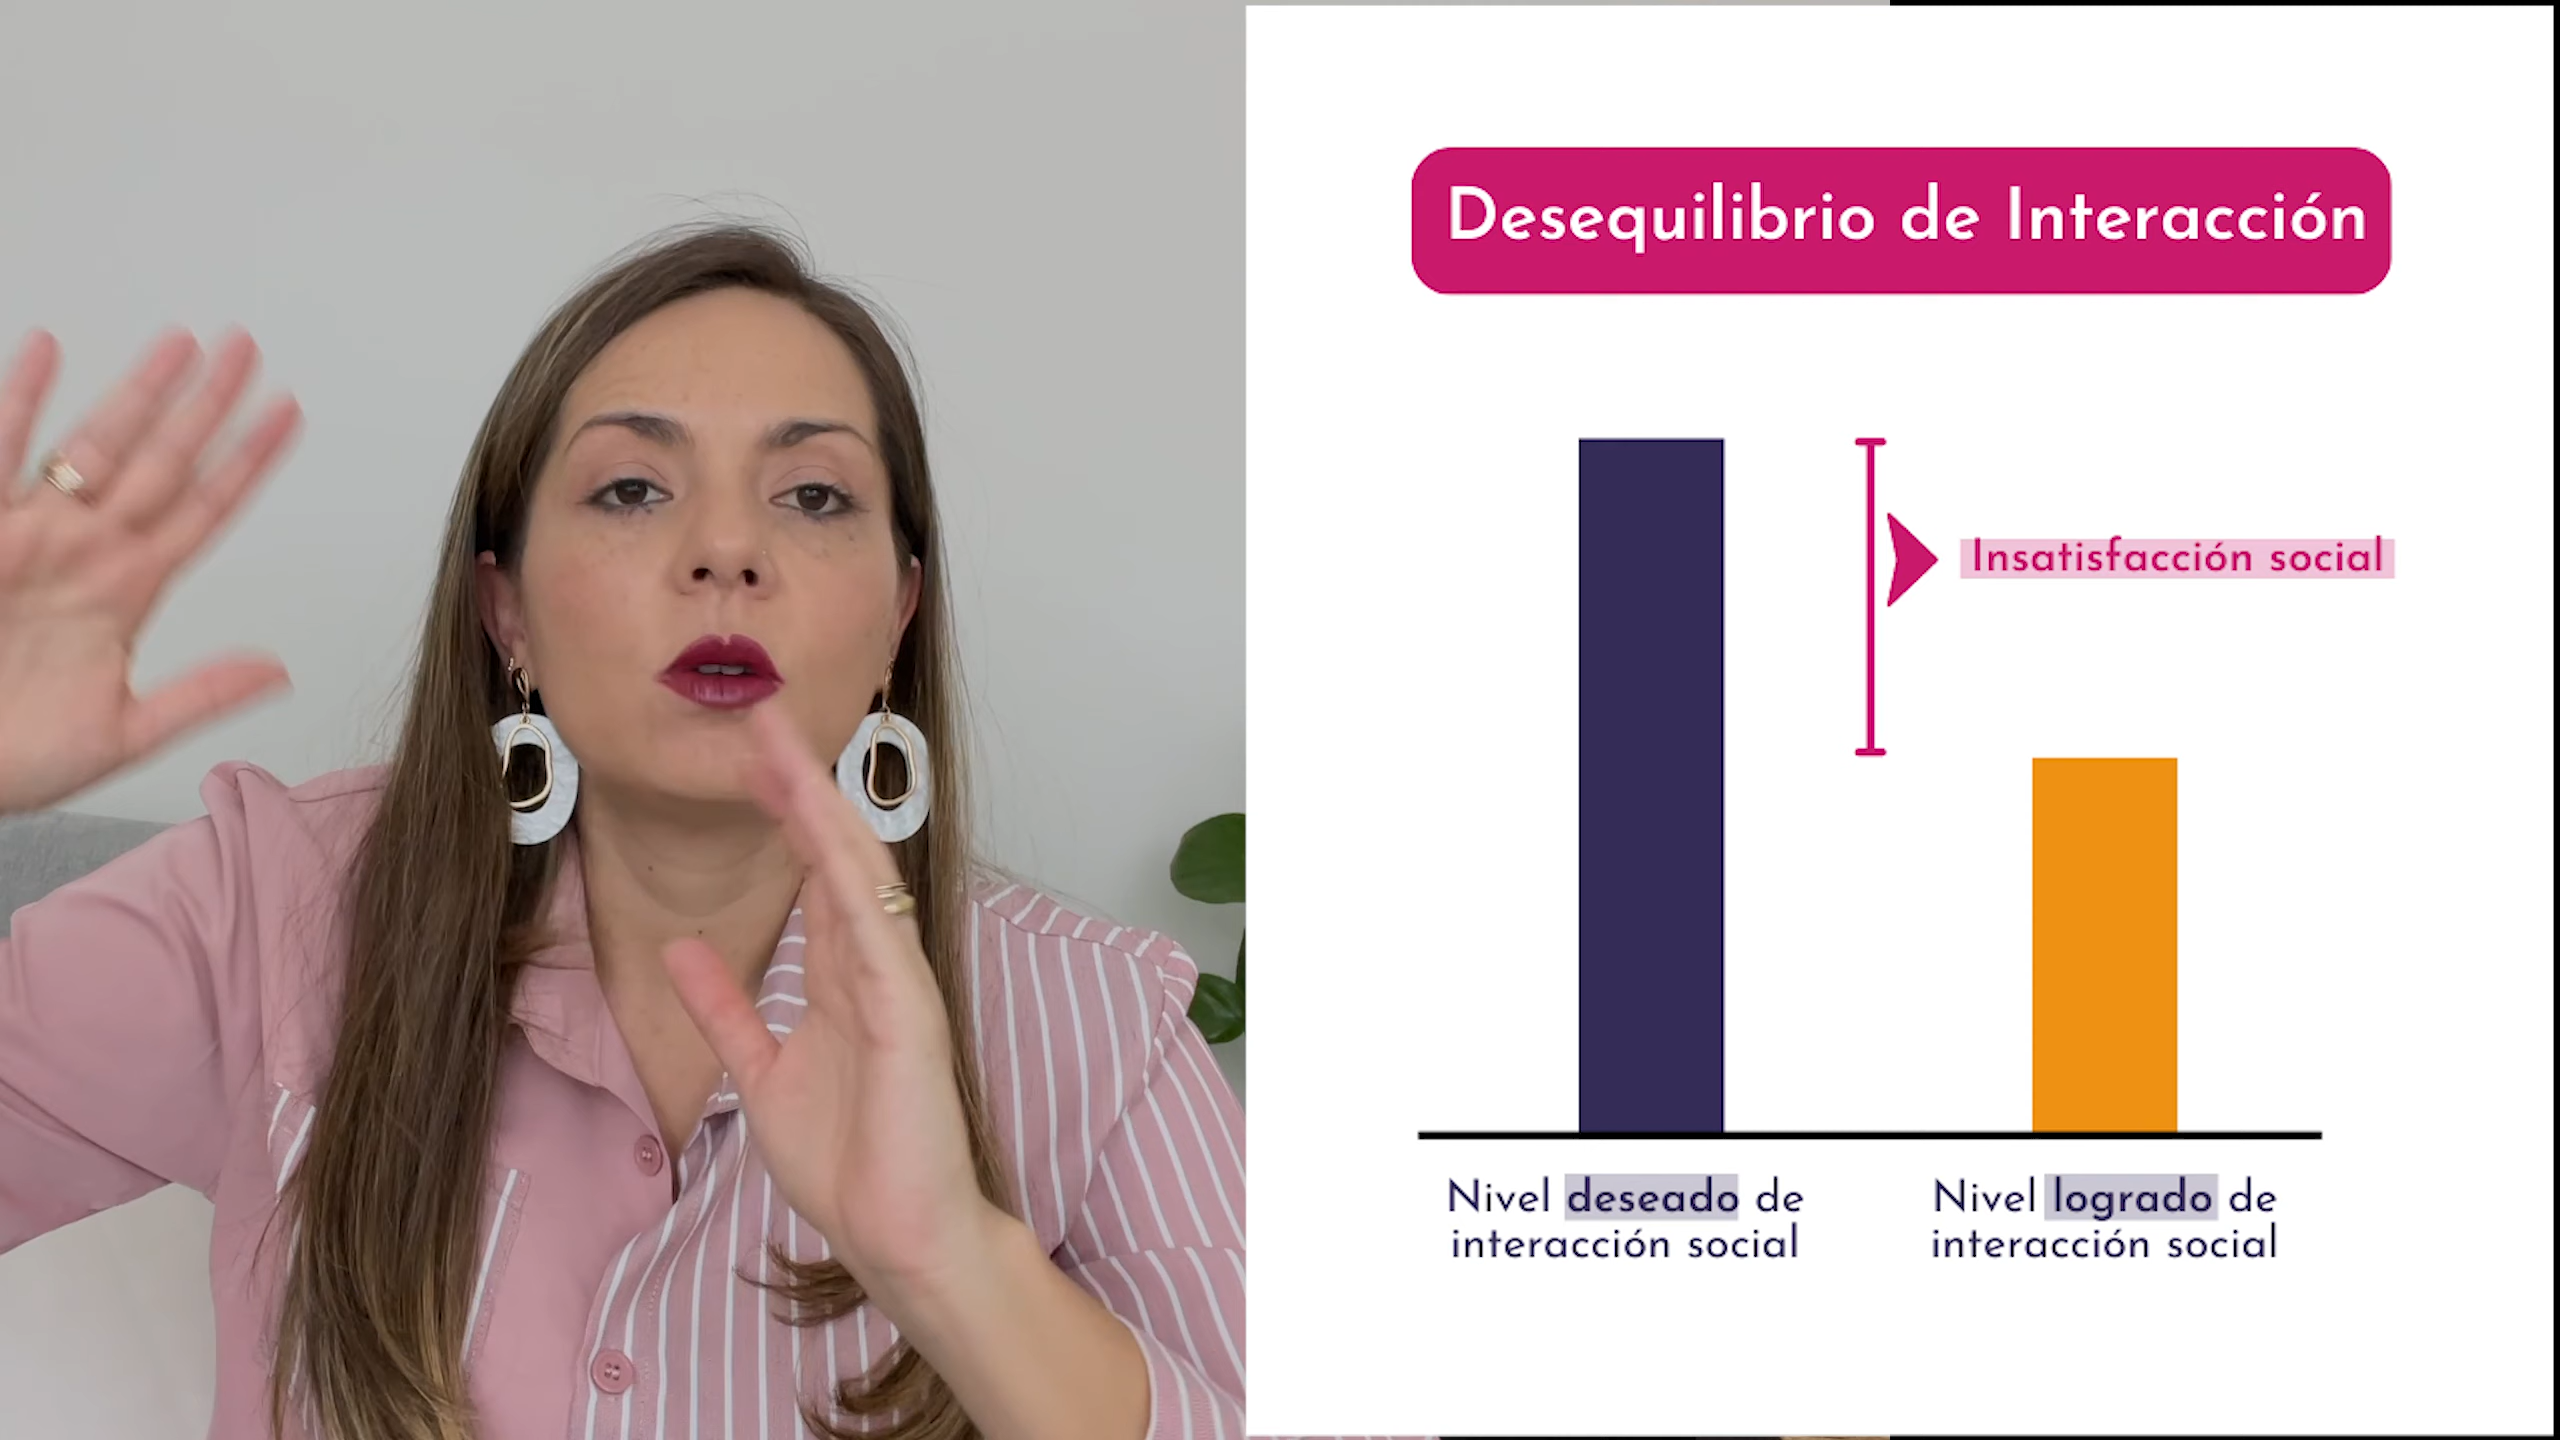 Desequilibrio de Interacción
Insatisfacción social
Nivel deseado de
interacción social
Nivel logrado de
interacción social